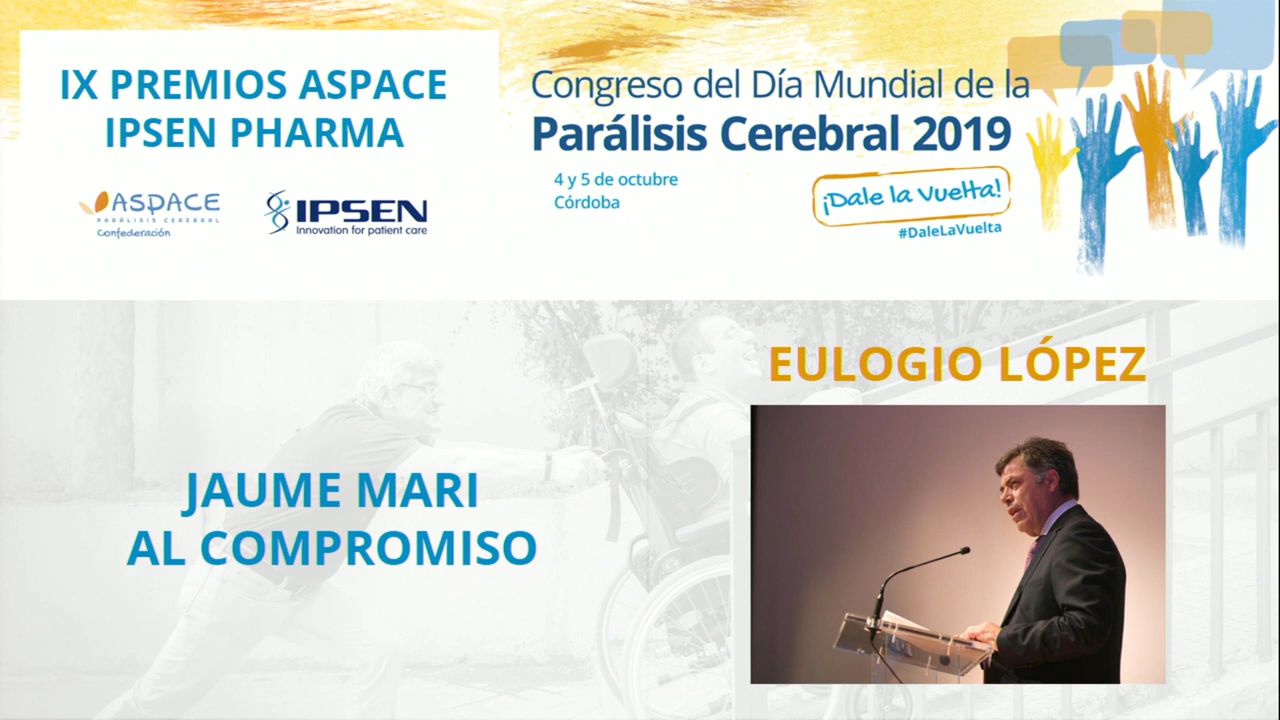 IX PREMIOS ASPACE
IPSEN PHARMA
ASPACE
PARÁLISIS CEREBRAL
Confederación
IPSEN
Innovation for patient care
Congreso del Día Mundial de la
Parálisis Cerebral 2019
4 y 5 de octubre
Córdoba
¡Dale la Vuelta!
#DaleLaVuelta
EULOGIO LÓPEZ
JAUME MARI
AL COMPROMISO